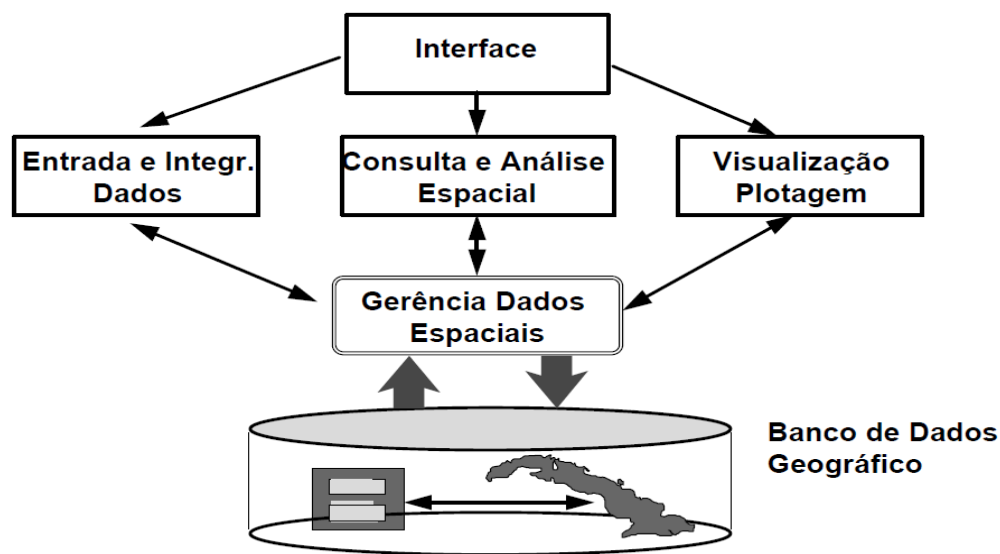 Interface
Entrada e Integr.
Dados
Consulta e Análise
Espacial
Visualização
Plotagem
Gerência Dados
Espaciais
Banco de Dados
Geográfico